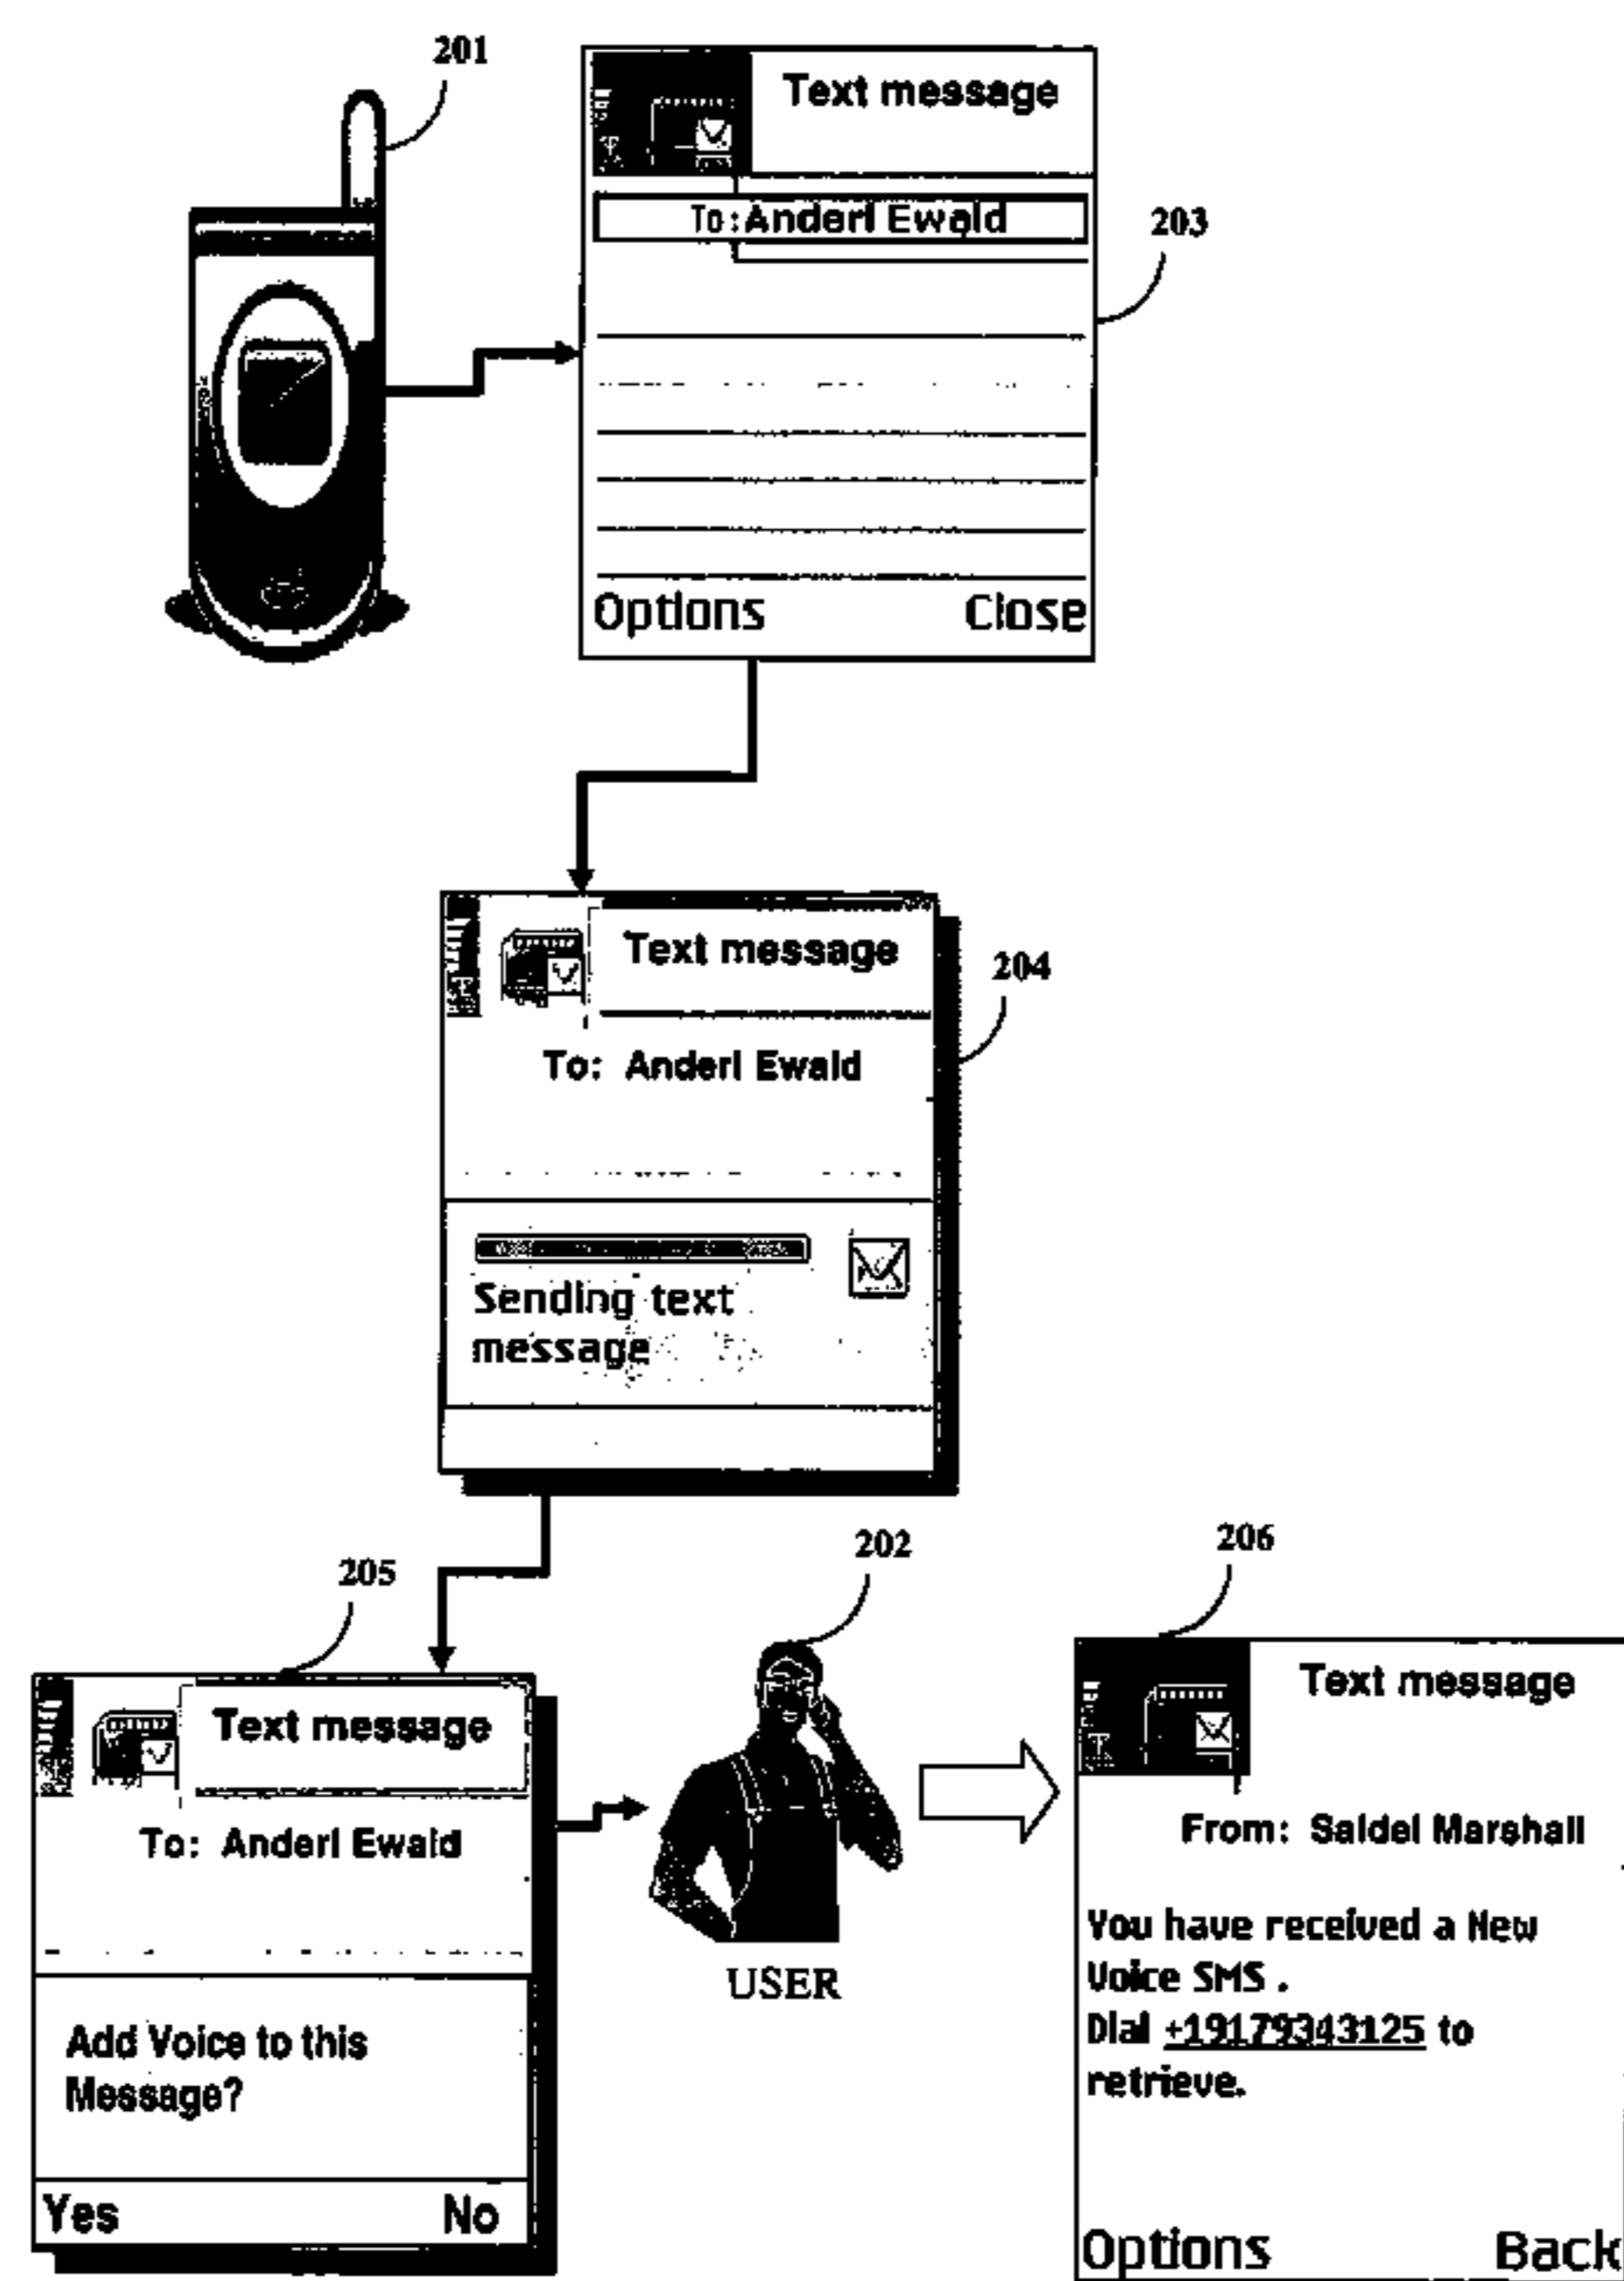 201
Text message
To: Anderl Ewald
203
Options Close
Text message
204
To: Anderl Ewald
Sending text
message
205
202
206
Text message
To: Anderl Ewald
Add Voice to this
Message?
Yes No
USER
Text message
From: Saidel Marshall
You have received a New
Voice SMS .
Dial +19179343125 to
retrieve.
Options Back